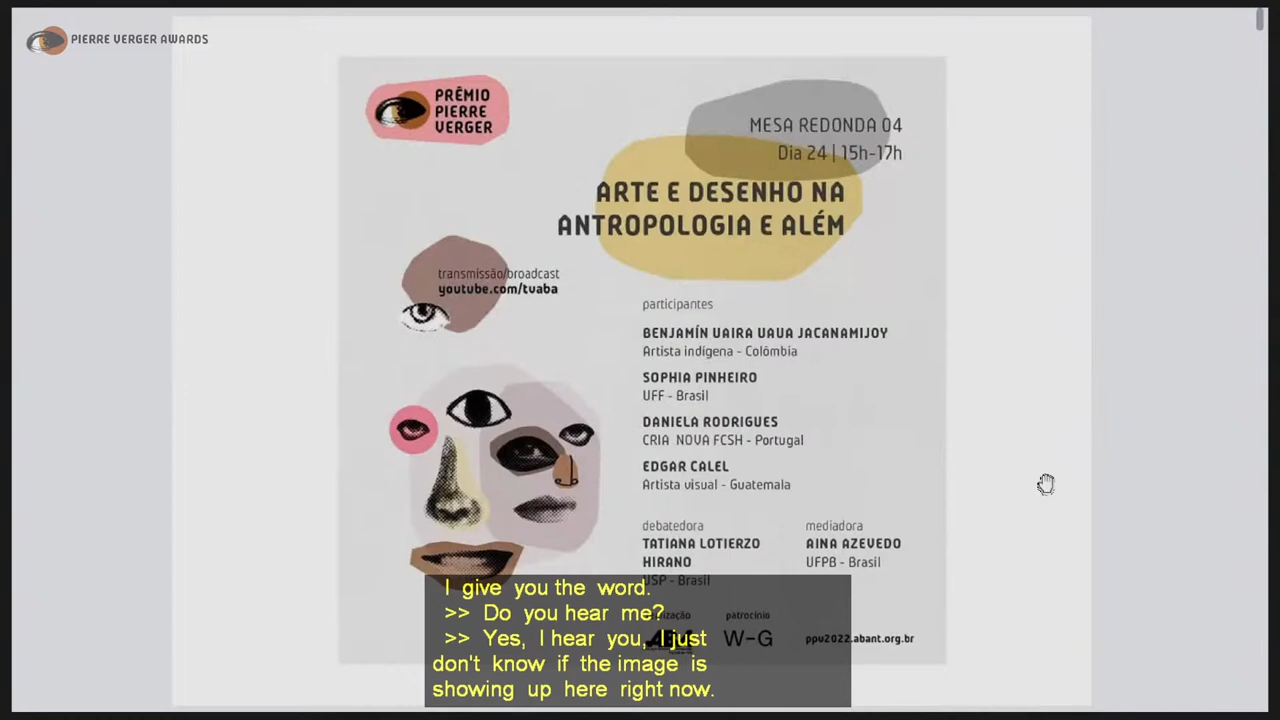 PIERRE VERGER AWARDS
PRÊMIO
PIERRE
VERGER
MESA REDONDA 04
Dia 24 | 15h-17h
ARTE E DESENHO NA
ANTROPOLOGIA E ALÉM
transmissão/broadcast
youtube.com/tvaba
participantes
BENJAMÍN UAIRA UAUA JACANAMIJOY
Artista indígena - Colômbia
SOPHIA PINHEIRO
UFF - Brasil
DANIELA RODRIGUES
CRIA NOVA FCSH - Portugal
EDGAR CALEL
Artista visual - Guatemala
debatedora
TATIANA LOTIERZO
HIRANO
USP - Brasil
mediadora
AINA AZEVEDO
UFPB - Brasil
patrocínio
W-G
ppv2022.abant.org.br
I give you the word.
>> Do you hear me?
>> Yes, I hear you, I just
don't know if the image is
showing up here right now.